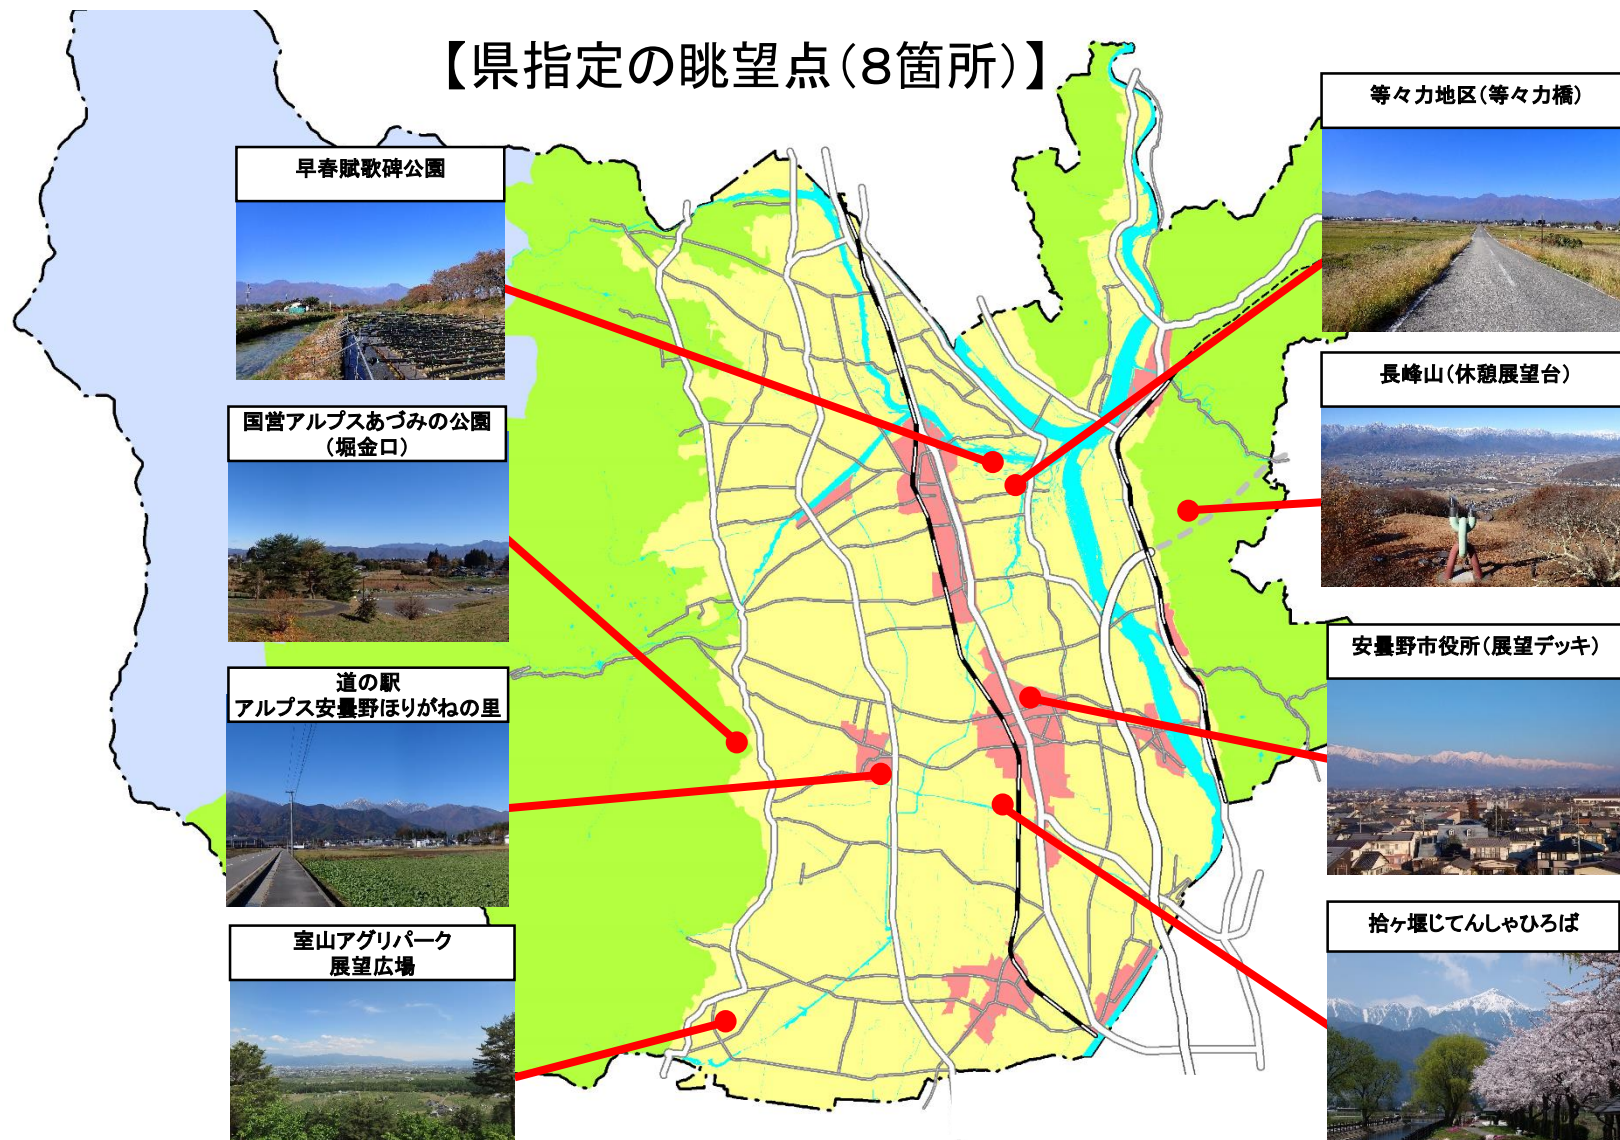 【県指定の眺望点（８箇所）】
早春賦歌碑公園
国営アルプスあづみの公園
（堀金口）
道の駅
アルプス安曇野ほりがねの里
室山アグリパーク
展望広場
等々力地区（等々力橋）
長峰山（休憩展望台）
安曇野市役所（展望デッキ）
拾ヶ堰じてんしゃひろば